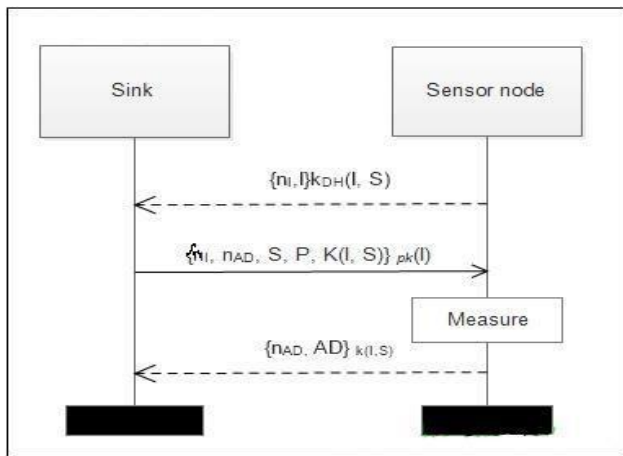 Sink
Sensor node
{nI,I}kDH(I, S)
{nI, nAD, S, P, K(I, S)} pk(I)
Measure
{nAD, AD} k(I,S)